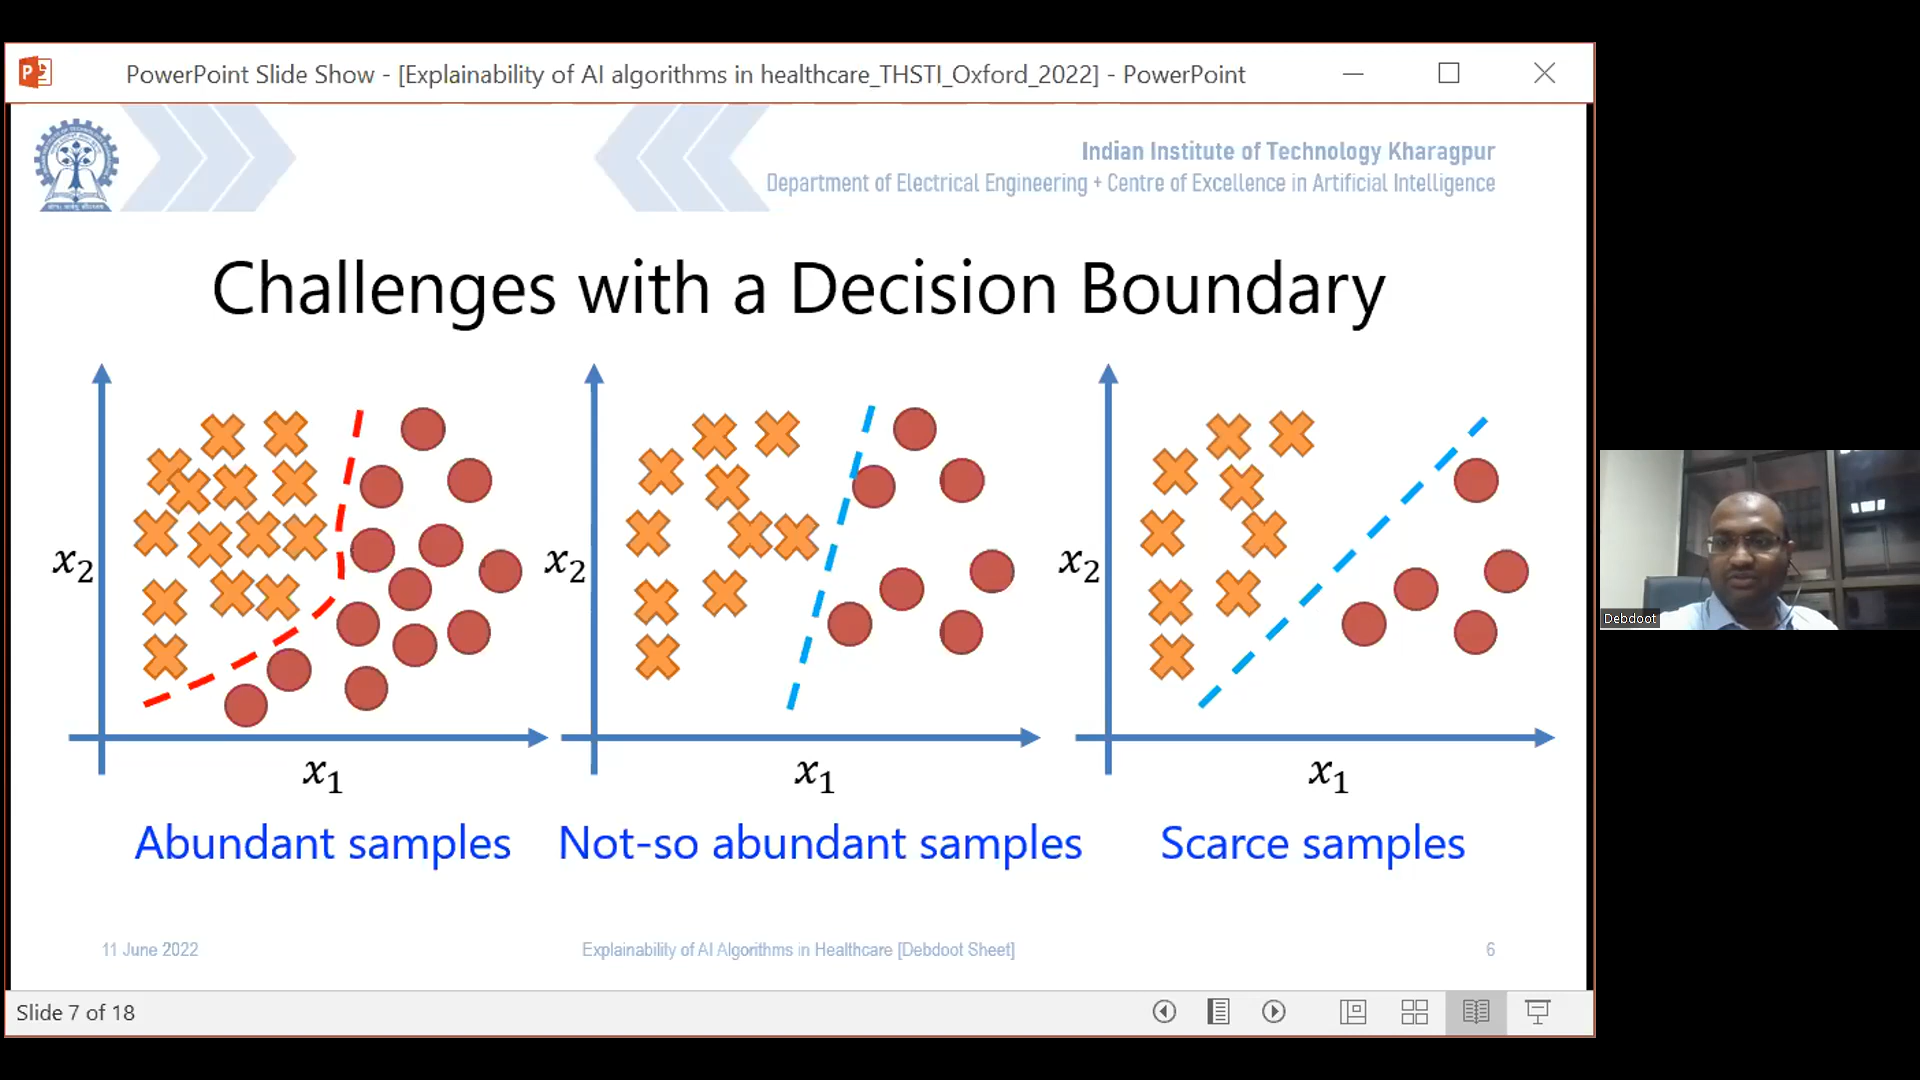 PowerPoint Slide Show - [Explainability of AI algorithms in healthcare_THSTI_Oxford_2022] - PowerPoint
Indian Institute of Technology Kharagpur
Department of Electrical Engineering + Centre of Excellence in Artificial Intelligence
Challenges with a Decision Boundary
x₂
x₂
x₂
x₁
x₁
x₁
Abundant samples
Not-so abundant samples
Scarce samples
11 June 2022
Explainability of AI Algorithms in Healthcare [Debdoot Sheet]
6
Slide 7 of 18
Debdoot